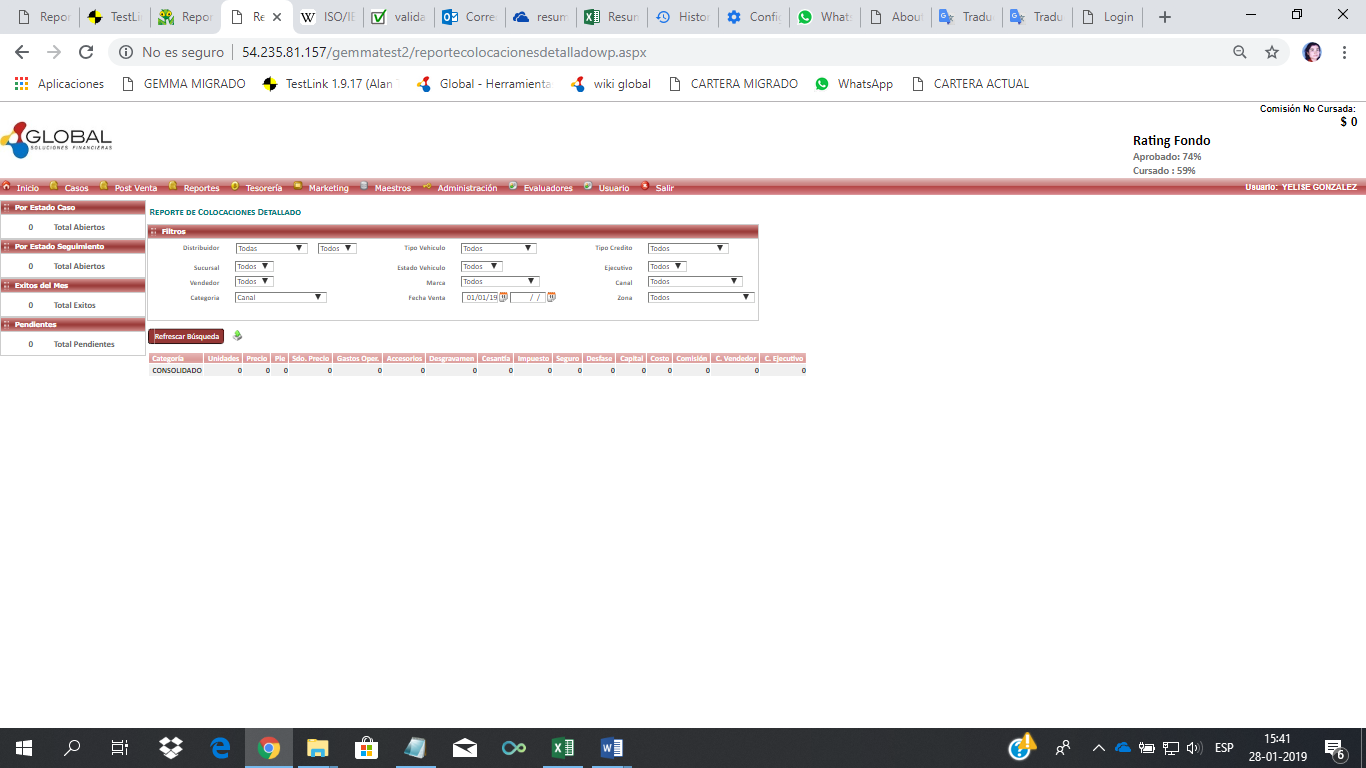 Repor
TestLi
Repor
Re
ISO/IE
valida
Corre
resum
Resun
Histor
Config
What
About
Tradu
Tradu
Login
No es seguro
54.235.81.157/gemmatest2/reportecolocacionesdetalladowp.aspx
Aplicaciones
GEMMA MIGRADO
TestLink 1.9.17 (Alan
Global - Herramienta
wiki global
CARTERA MIGRADO
WhatsApp
CARTERA ACTUAL
Comisión No Cursada:
$ 0
GLOBAL
SOLUCIONES FINANCIERAS
Rating Fondo
Aprobado: 74%
Cursado : 59%
Inicio
Casos
Post Venta
Reportes
Tesorería
Marketing
Maestros
Administración
Evaluadores
Usuario
Salir
Usuario: YELISE GONZALEZ
Por Estado Caso
0 Total Abiertos
Por Estado Seguimiento
0 Total Abiertos
Exitos del Mes
0 Total Exitos
Pendientes
0 Total Pendientes
REPORTE DE COLOCACIONES DETALLADO
Filtros
Distribuidor Todas Todos Tipo Vehiculo Todos Tipo Credito Todos
Sucursal Todos Estado Vehiculo Todos Ejecutivo Todos
Vendedor Todos Marca Todos Canal Todos
Categoria Canal Fecha Venta 01/01/19 / / Zona Todos
Refrescar Búsqueda
Categoría Unidades Precio Pie Sdo. Precio Gastos Oper. Accesorios Desgravamen Cesantía Impuesto Seguro Desfase Capital Costo Comisión C. Vendedor C. Ejecutivo
CONSOLIDADO 0 0 0 0 0 0 0 0 0 0 0 0 0 0 0 0
ESP
15:41
28-01-2019
6